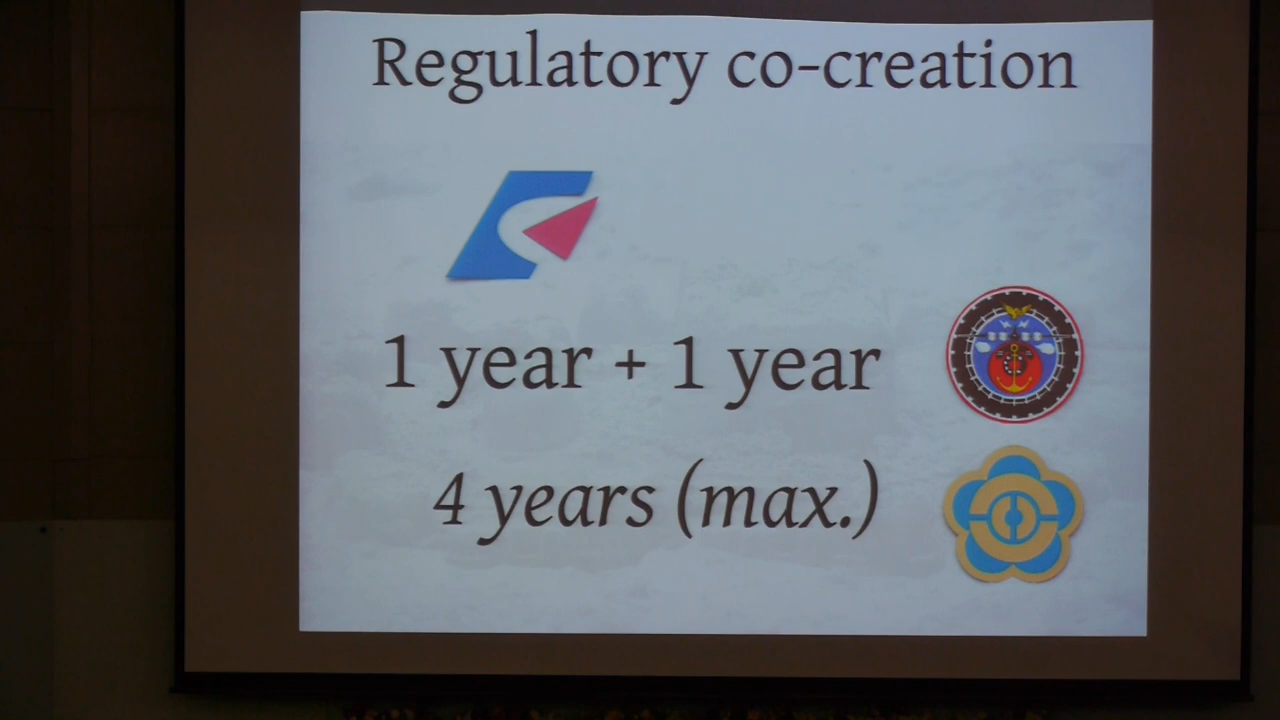 Regulatory co-creation
1 year + 1 year
4 years (max.)